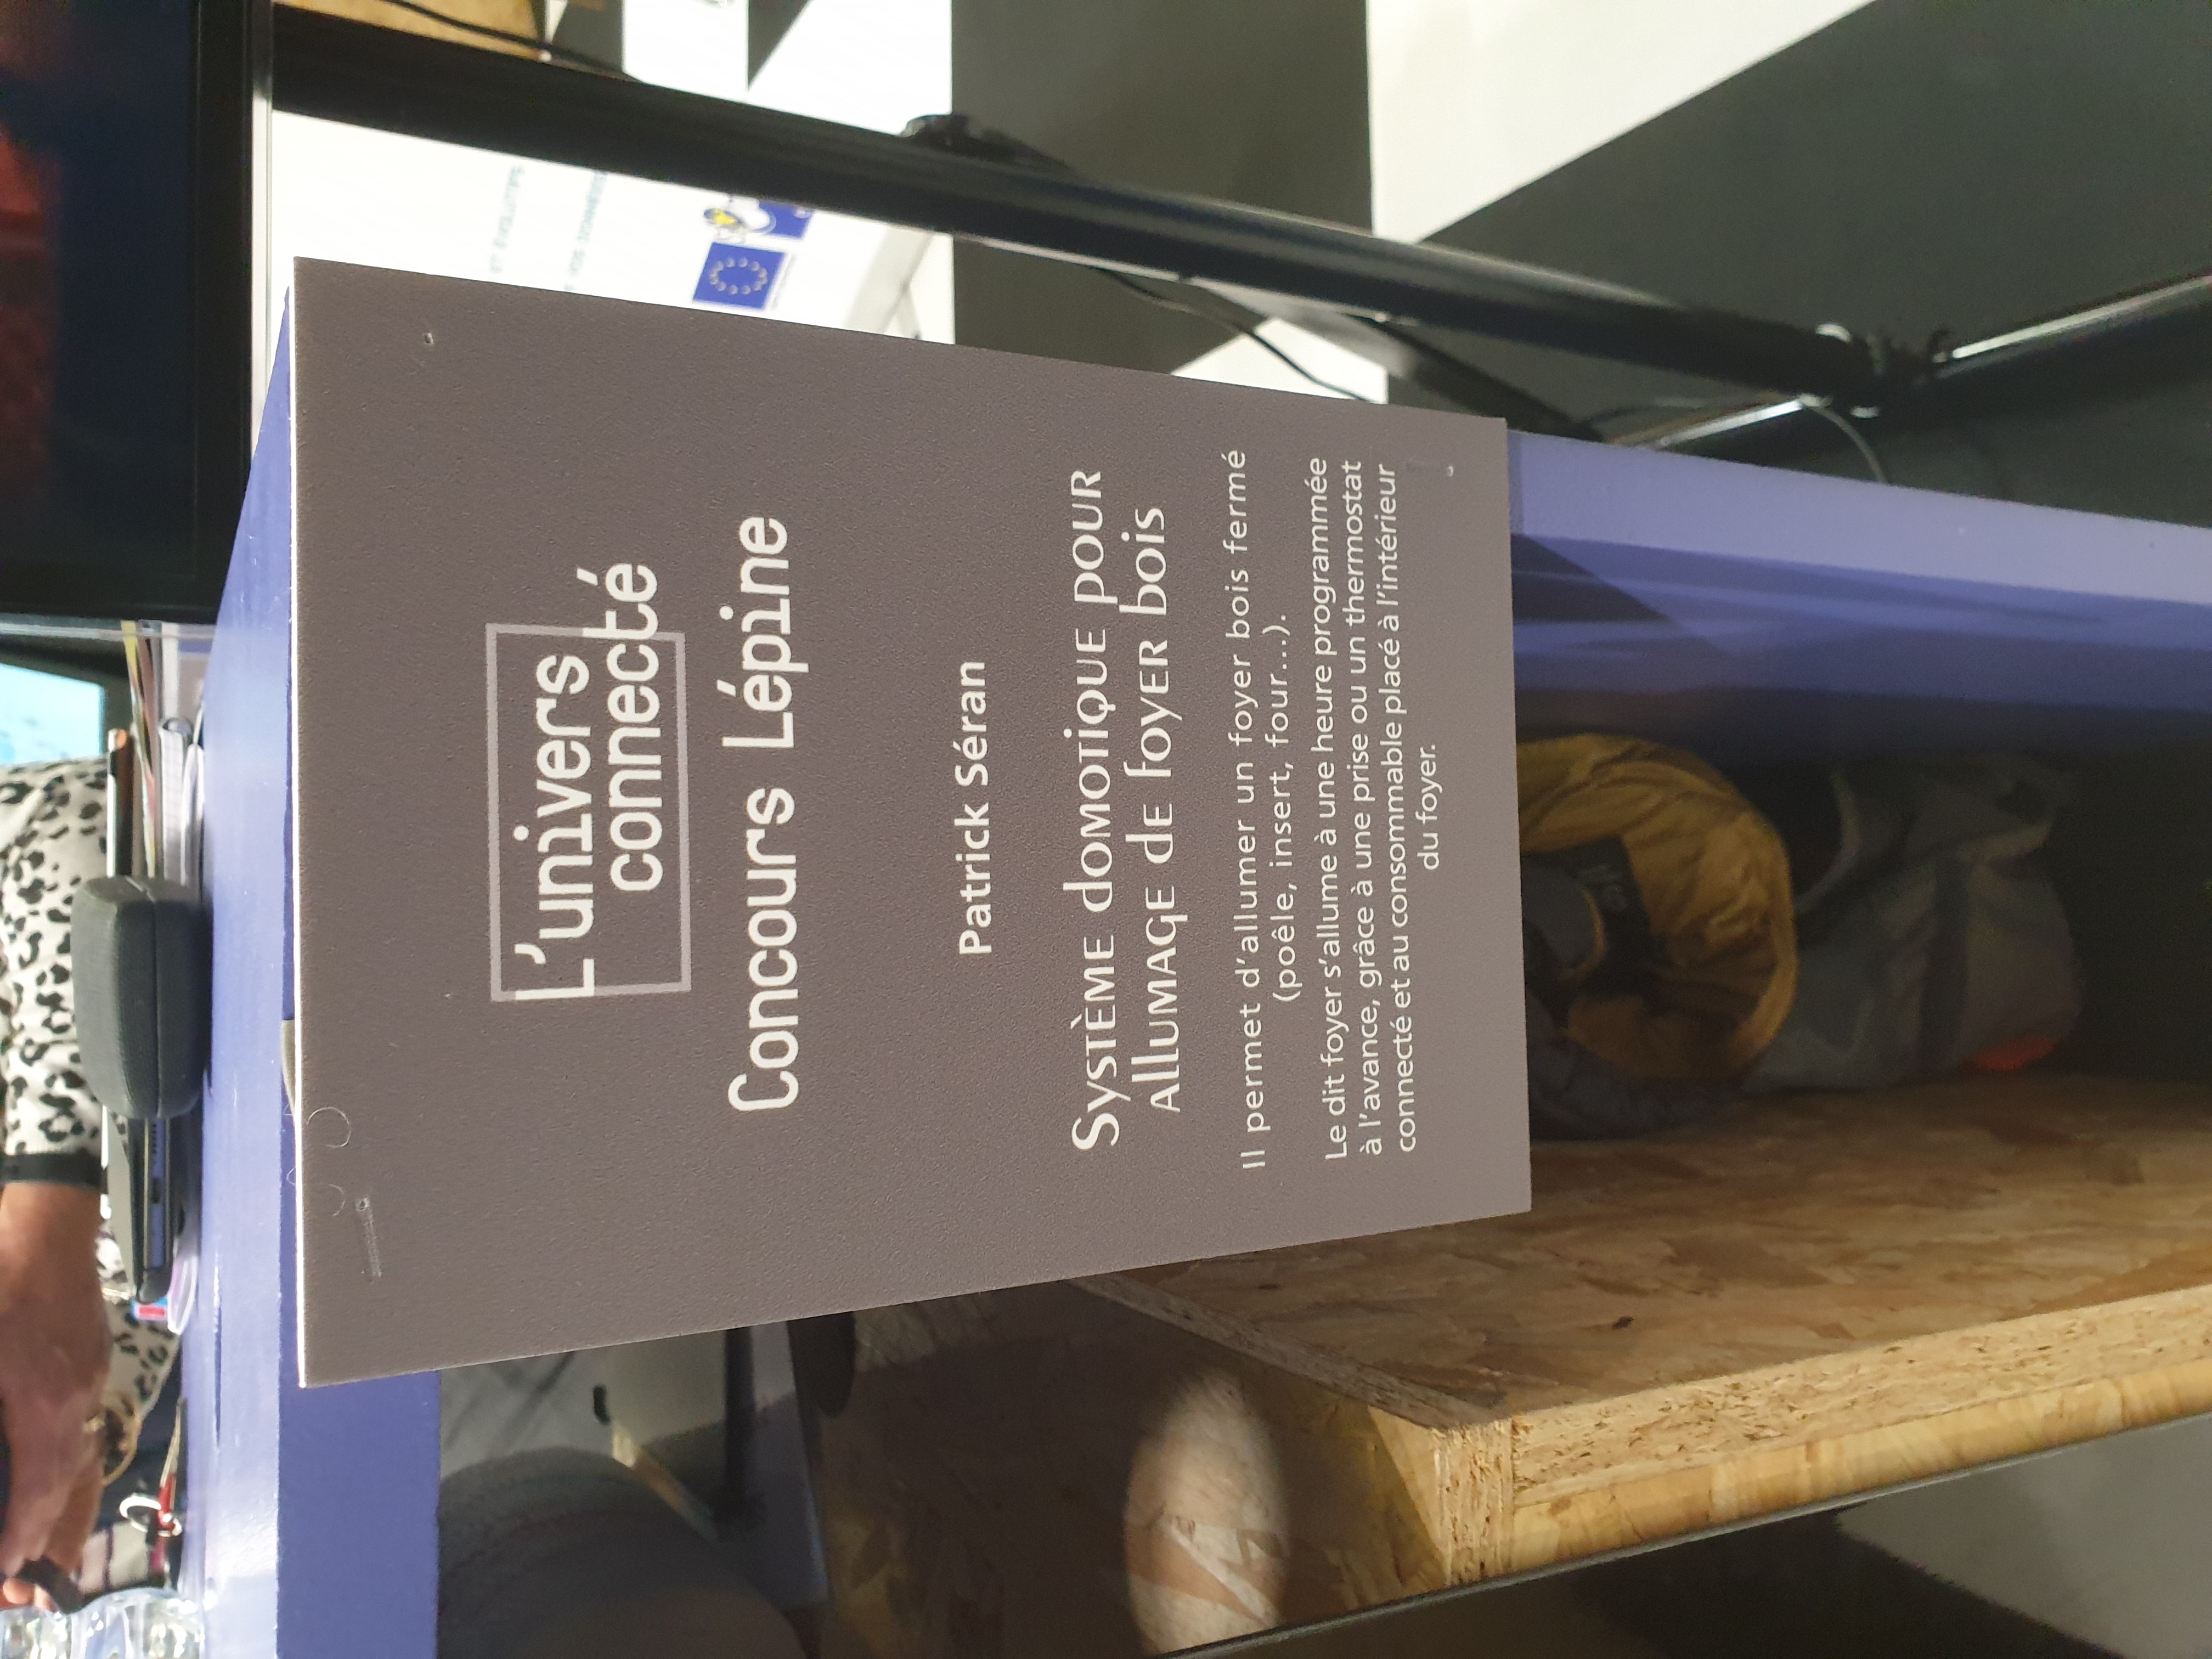 L'univers
connecté
Concours Lépine
Patrick Séran
Système domotique pour
Allumage de foyer bois
Il permet d'allumer un foyer bois fermé
(poêle, insert, four...).
Le dit foyer s'allume à une heure programmée
à l'avance, grâce à une prise ou un thermostat
connecté et au consommable placé à l'intérieur
du foyer.